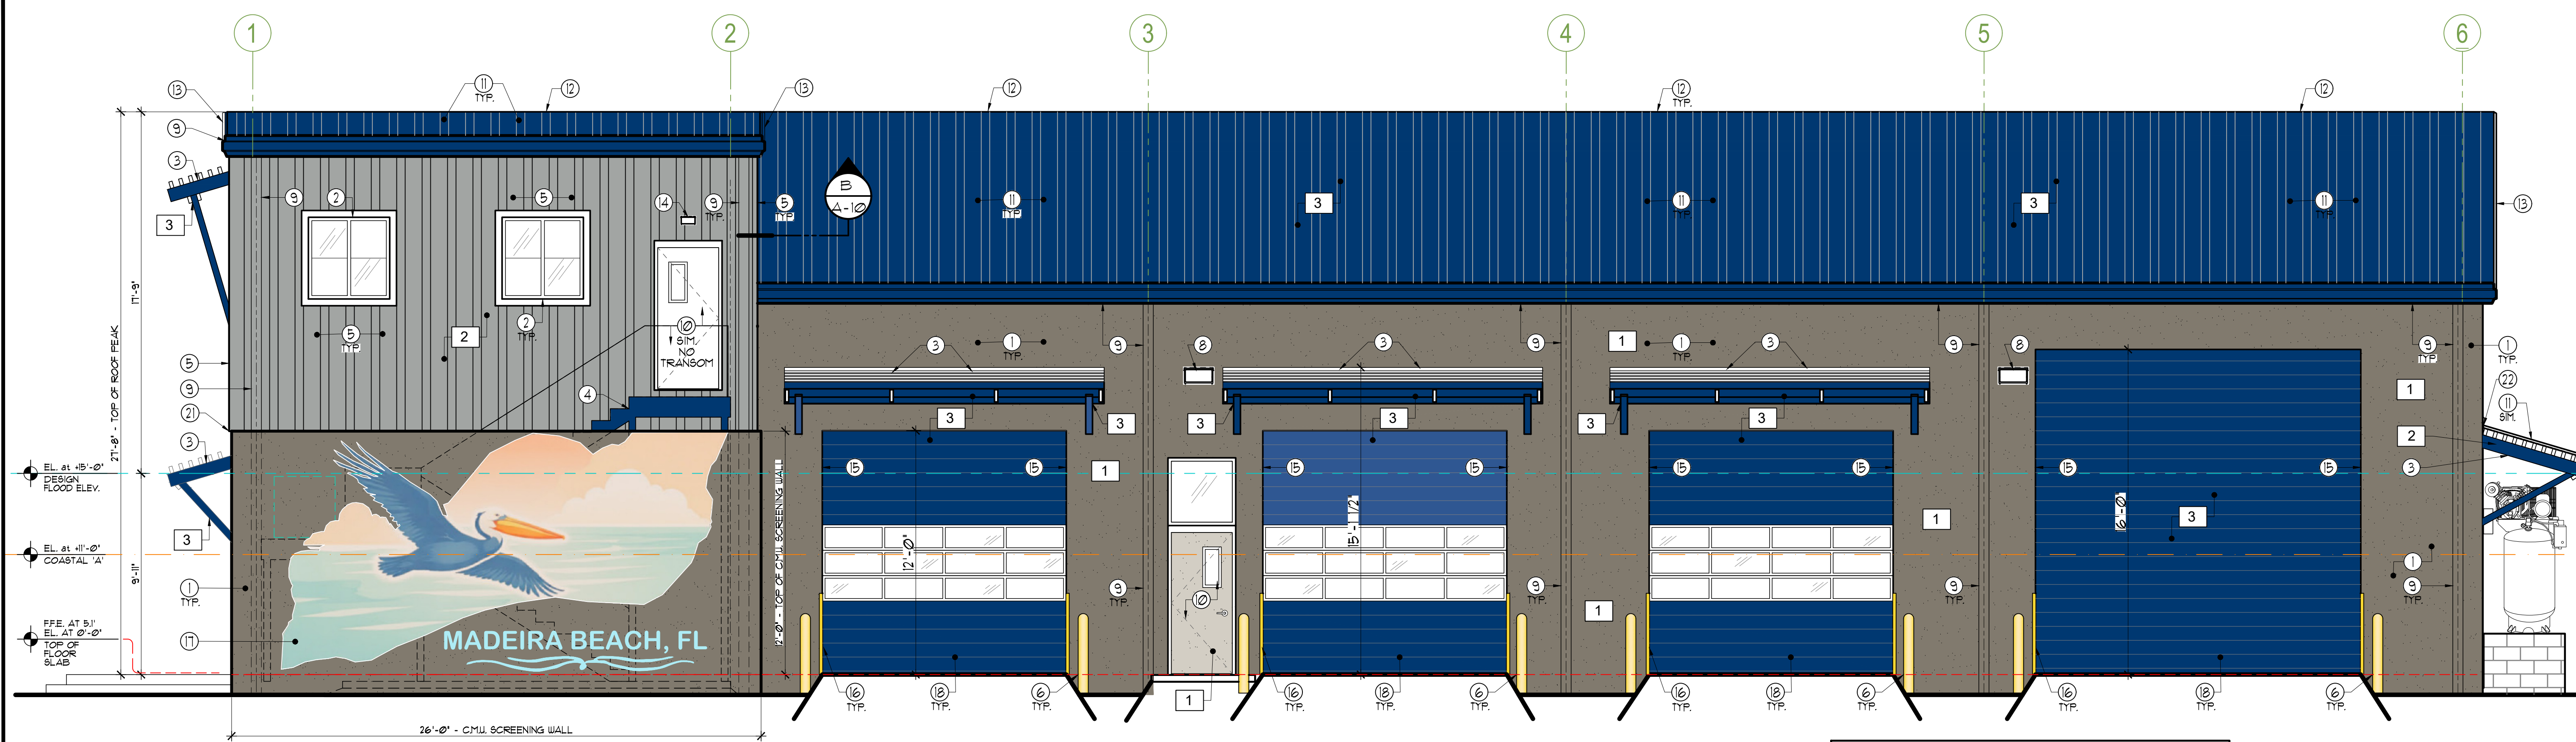 1
2
3
4
5
6
13
11
TYP.
12
13
12
12
TYP.
12
9
3
3
9
2
5
14
9
TYP.
5
TYP
B
A-10
11
TYP
3
11
TYP
3
11
TYP
13
27'-8" - TOP OF ROOF PEAK
17'-9"
5
TYP.
2
2
TYP.
10
SIM.
NO
TRANSOM
3
1
TYP.
9
8
3
9
1
1
TYP.
3
9
8
9
TYP
1
TYP.
5
9
4
21
3
3
3
3
3
3
3
1
22
11
SIM.
2
3
3
EL. at +15'-0"
DESIGN
FLOOD ELEV.
15
15
1
15
15
15
15
15
15
12'-0" - TOP OF C.M.U. SCREENING WALL
12'-0"
15'-1 1/2
16'-0
3
1
EL. at +11'-0"
COASTAL 'A'
9'-11"
1
TYP.
9
TYP.
10
9
TYP.
1
9
TYP.
1
9
TYP.
F.F.E. AT 5.1'
EL. AT 0'-0"
TOP OF
FLOOR
SLAB
17
MADEIRA BEACH, FL
16
TYP.
18
TYP.
6
TYP.
1
16
TYP.
18
TYP.
6
TYP.
16
TYP.
18
TYP.
6
TYP.
16
TYP.
18
TYP.
6
TYP.
26'-0" - C.M.U. SCREENING WALL